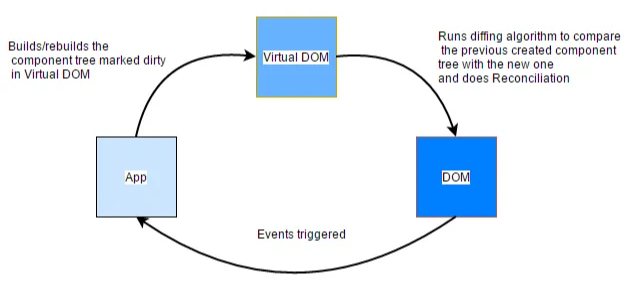 Builds/rebuilds the
component tree marked dirty
in Virtual DOM
Virtual DOM
Runs diffing algorithm to compare
the previous created component
tree with the new one
and does Reconciliation
App
DOM
Events triggered